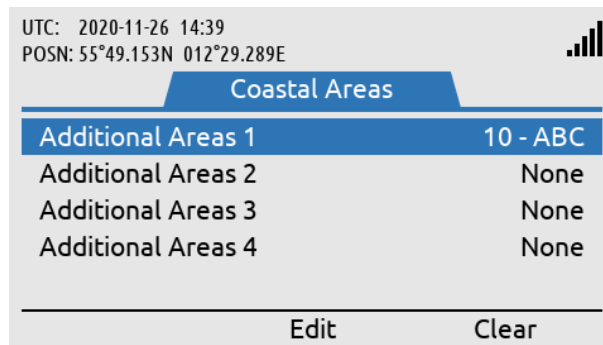 UTC: 2020-11-26 14:39
POSN: 55°49.153N 012°29.289E
Coastal Areas
Additional Areas 1 10 - ABC
Additional Areas 2 None
Additional Areas 3 None
Additional Areas 4 None
Edit Clear